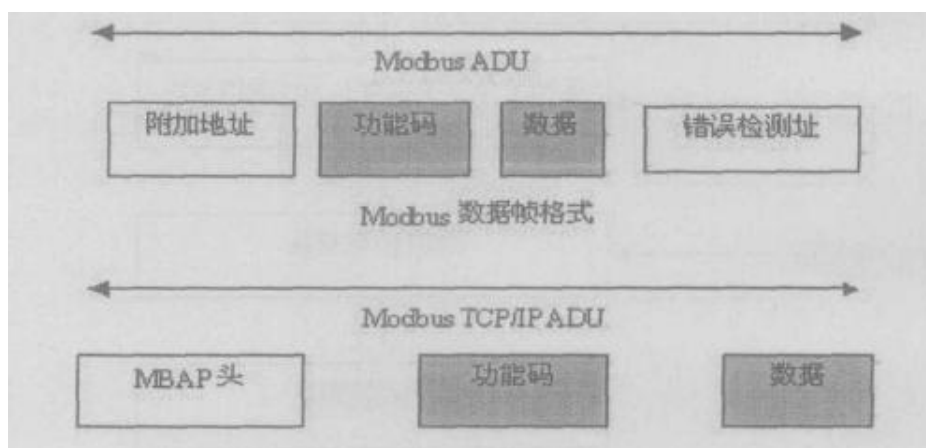 Modbus ADU
附加地址 功能码 数据 错误检测址
Modbus 数据帧格式
Modbus TCP/IP ADU
MBAP 头 功能码 数据